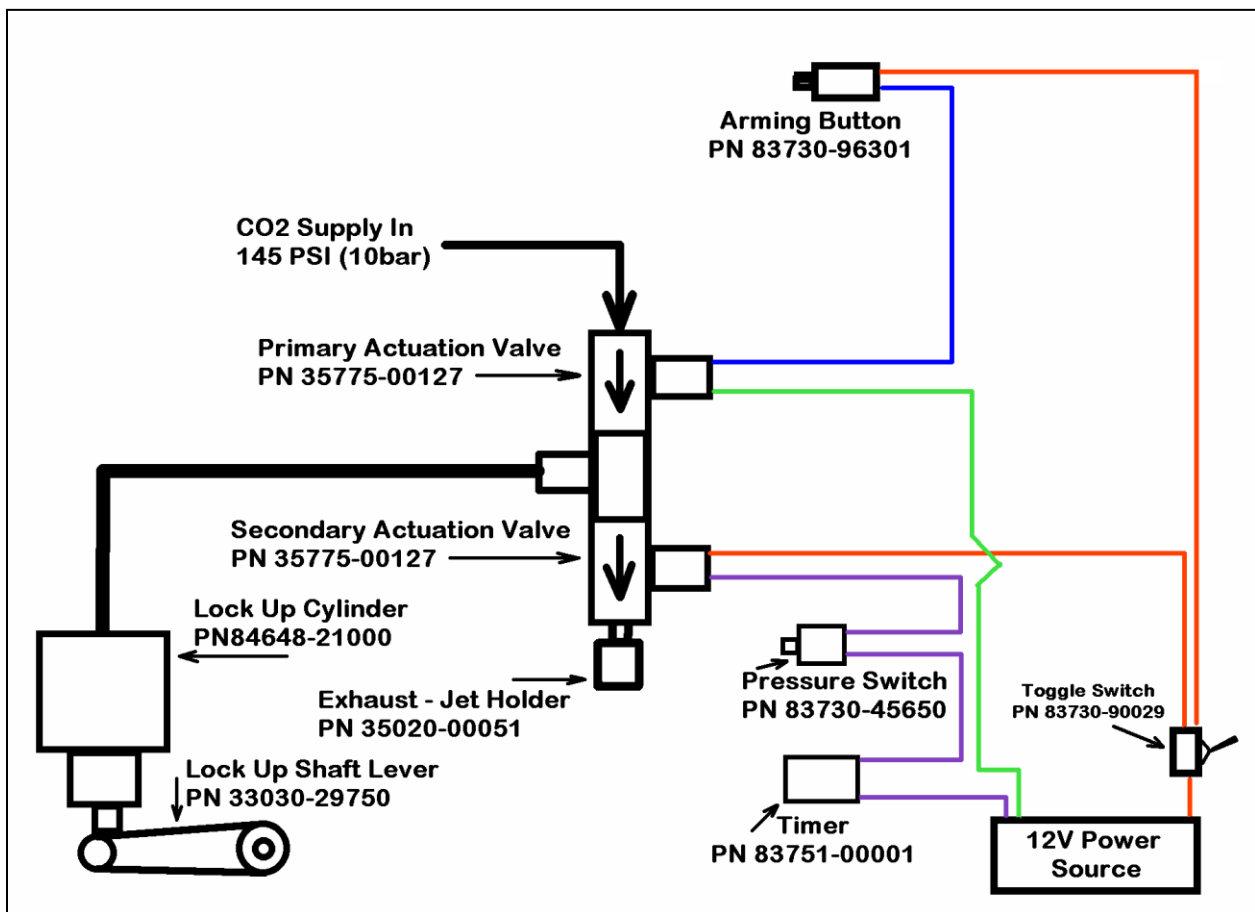 Arming Button
PN 83730-96301
CO2 Supply In
145 PSI (10bar)
Primary Actuation Valve
PN 35775-00127
Secondary Actuation Valve
PN 35775-00127
Lock Up Cylinder
PN84648-21000
Exhaust - Jet Holder
PN 35020-00051
Pressure Switch
PN 83730-45650
Toggle Switch
PN 83730-90029
Lock Up Shaft Lever
PN 33030-29750
Timer
PN 83751-00001
12V Power
Source